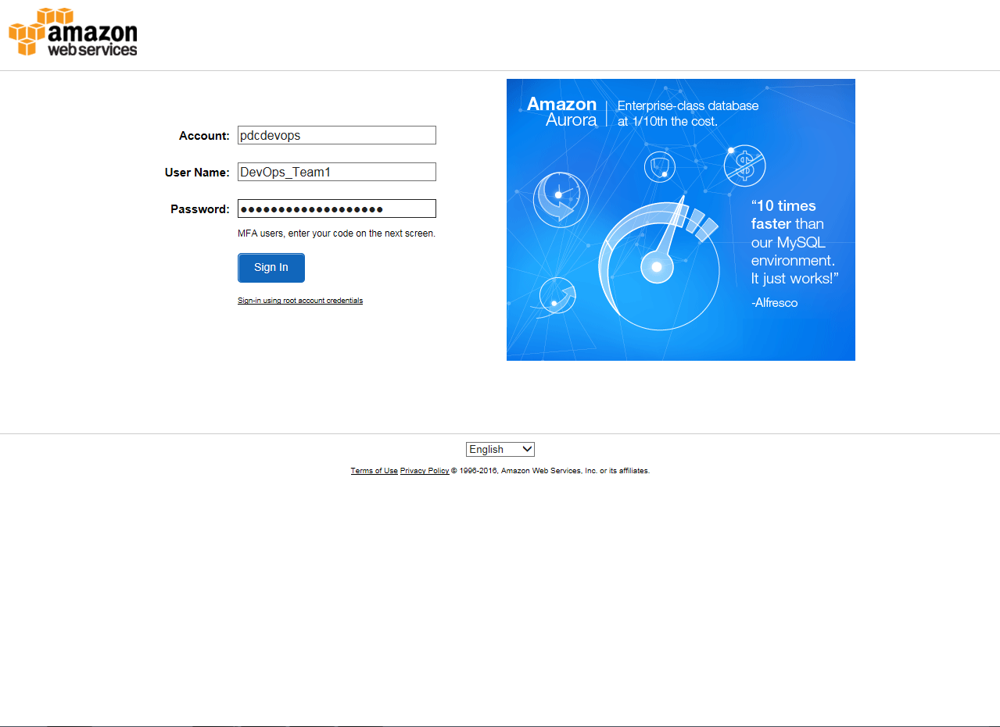 amazon
web services
Account: pdcdevops
User Name: DevOps_Team1
Password: ●●●●●●●●●●●●●●●●●●●
MFA users, enter your code on the next screen.
Sign In
Sign-in using root account credentials
Amazon
Aurora
Enterprise-class database
at 1/10th the cost.
“10 times
faster than
our MySQL
environment.
It just works!”
-Alfresco
English
Terms of Use Privacy Policy © 1996-2016, Amazon Web Services, Inc. or its affiliates.